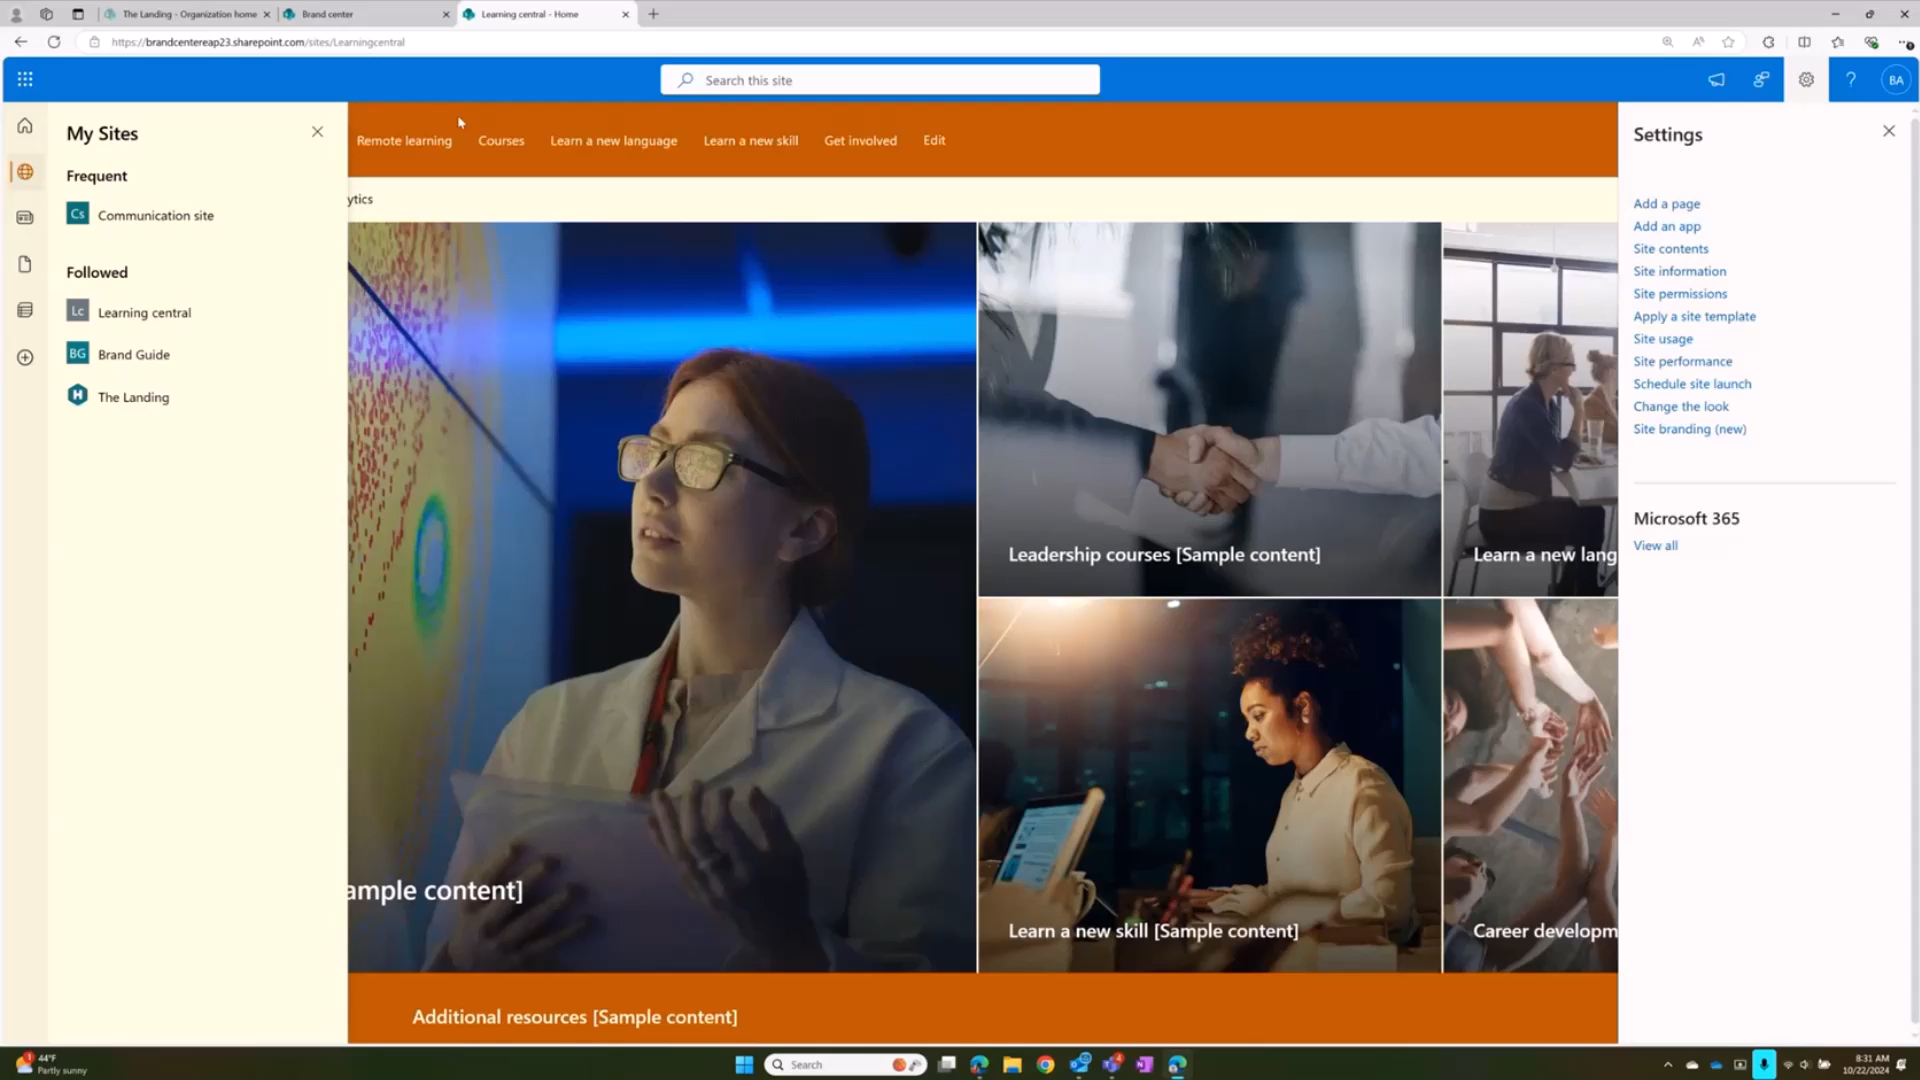 The Landing - Organization home
Brand center
Learning central - Home
https://brandcentereap23.sharepoint.com/sites/Learningcentral
Search this site
BA
My Sites
Frequent
Cs Communication site
Followed
Lc Learning central
BG Brand Guide
H The Landing
Remote learning Courses Learn a new language Learn a new skill Get involved Edit
ytics
ample content]
Leadership courses [Sample content]
Learn a new lang
Learn a new skill [Sample content]
Career developm
Additional resources [Sample content]
Settings
Add a page
Add an app
Site contents
Site information
Site permissions
Apply a site template
Site usage
Site performance
Schedule site launch
Change the look
Site branding (new)
Microsoft 365
View all
1
44°F
Partly sunny
Search
4
8:31 AM
10/22/2024